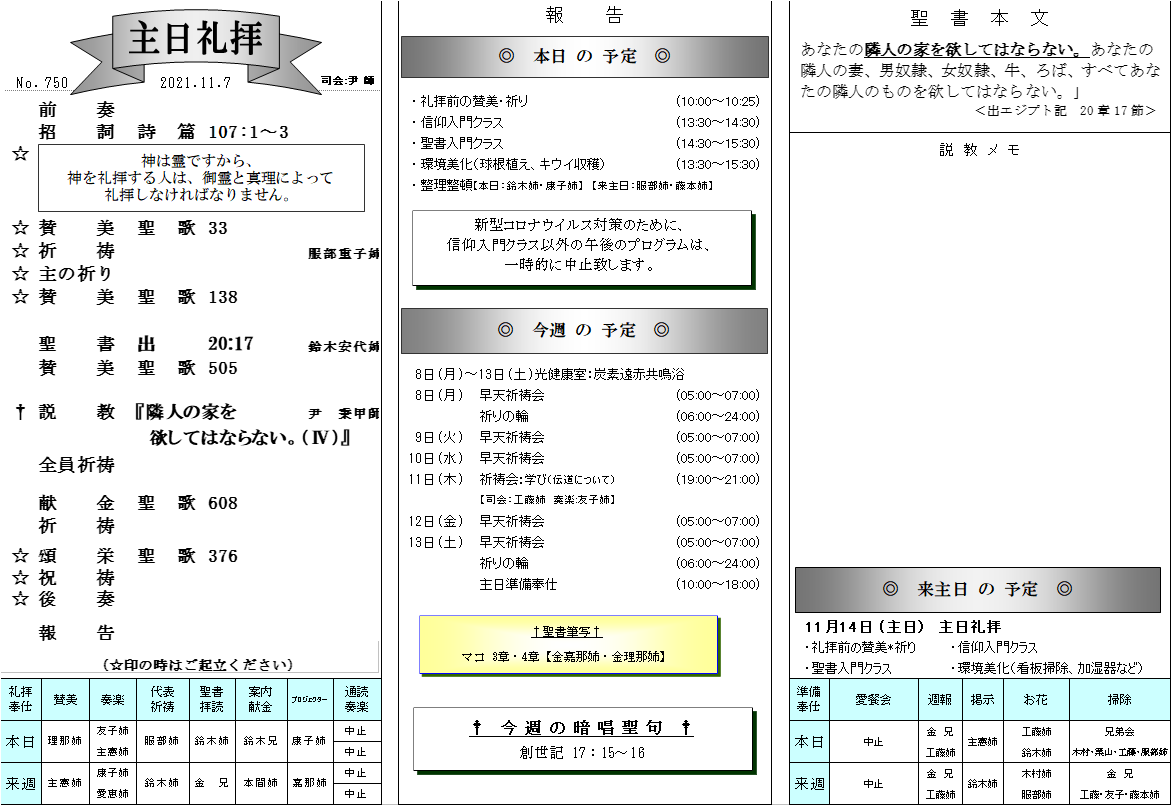 主日礼拝
No.750　2021.11.7　司会:尹 師
前　奏
招　詞　詩　篇　107：1～3
☆
神は霊ですから、
神を礼拝する人は、御霊と真理によって
礼拝しなければなりません。
☆ 賛　美　聖　歌　33
☆ 祈　祷　服部重子姉
☆ 主の祈り
☆ 賛　美　聖　歌　138
聖　書　出　20:17　鈴木安代姉
賛　美　聖　歌　505
† 説　教　『隣人の家を　尹　秉甲師
欲してはならない。（Ⅳ）』
全員祈祷
献　金　聖　歌　608
祈　祷
☆ 頌　栄　聖　歌　376
☆ 祝　祷
☆ 後　奏
報　告
（☆印の時はご起立ください）
礼拝奉仕　賛美　奏楽　代表祈祷　聖書拝読　案内献金　プロジェクター　通読奏楽
本日　理那姉　友子姉　主憲姉　服部姉　鈴木姉　鈴木兄　康子姉　中止　中止
来週　主憲姉　康子姉　愛恵姉　鈴木姉　金　兄　本間姉　嘉那姉　中止　中止
報　告
◎　本日 の 予定　◎
・礼拝前の賛美・祈り　(10:00～10:25)
・信仰入門クラス　(13:30～14:30)
・聖書入門クラス　(14:30～15:30)
・環境美化(球根植え、キウイ収穫)　(13:30～15:30)
・整理整頓【本日：鈴木姉・康子姉】【来主日：服部姉・藤本姉】
新型コロナウイルス対策のために、
信仰入門クラス以外の午後のプログラムは、
一時的に中止致します。
◎　今週 の 予定　◎
8日(月)～13日(土)光健康室：炭素遠赤共鳴浴
8日(月)　早天祈祷会　(05:00～07:00)
祈りの輪　(06:00～24:00)
9日(火)　早天祈祷会　(05:00～07:00)
10日(水)　早天祈祷会　(05:00～07:00)
11日(木)　祈祷会：学び(伝道について)　(19:00～21:00)
【司会：工藤姉　奏楽：友子姉】
12日(金)　早天祈祷会　(05:00～07:00)
13日(土)　早天祈祷会　(05:00～07:00)
祈りの輪　(06:00～24:00)
主日準備奉仕　(10:00～18:00)
†聖書筆写†
マコ 3章・4章【金嘉那姉・金理那姉】
† 今週の暗唱聖句 †
創世記 17：15～16
聖 書 本 文
あなたの隣人の家を欲してはならない。あなたの
隣人の妻、男奴隷、女奴隷、牛、ろば、すべてあな
たの隣人のものを欲してはならない。」
＜出エジプト記　20章17節＞
説 教 メ モ
◎　来主日 の 予定　◎
11月14日（主日）　主日礼拝
・礼拝前の賛美*祈り　・信仰入門クラス
・聖書入門クラス　・環境美化(看板掃除、加湿器など)
準備奉仕　愛餐会　週報　掲示　お花　掃除
本日　中止　金 兄　工藤姉　主憲姉　工藤姉　鈴木姉　兄弟会　木村・栗山・工藤・服部姉
来週　中止　金 兄　工藤姉　鈴木姉　木村姉　服部姉　金 兄　工藤・友子・藤本姉